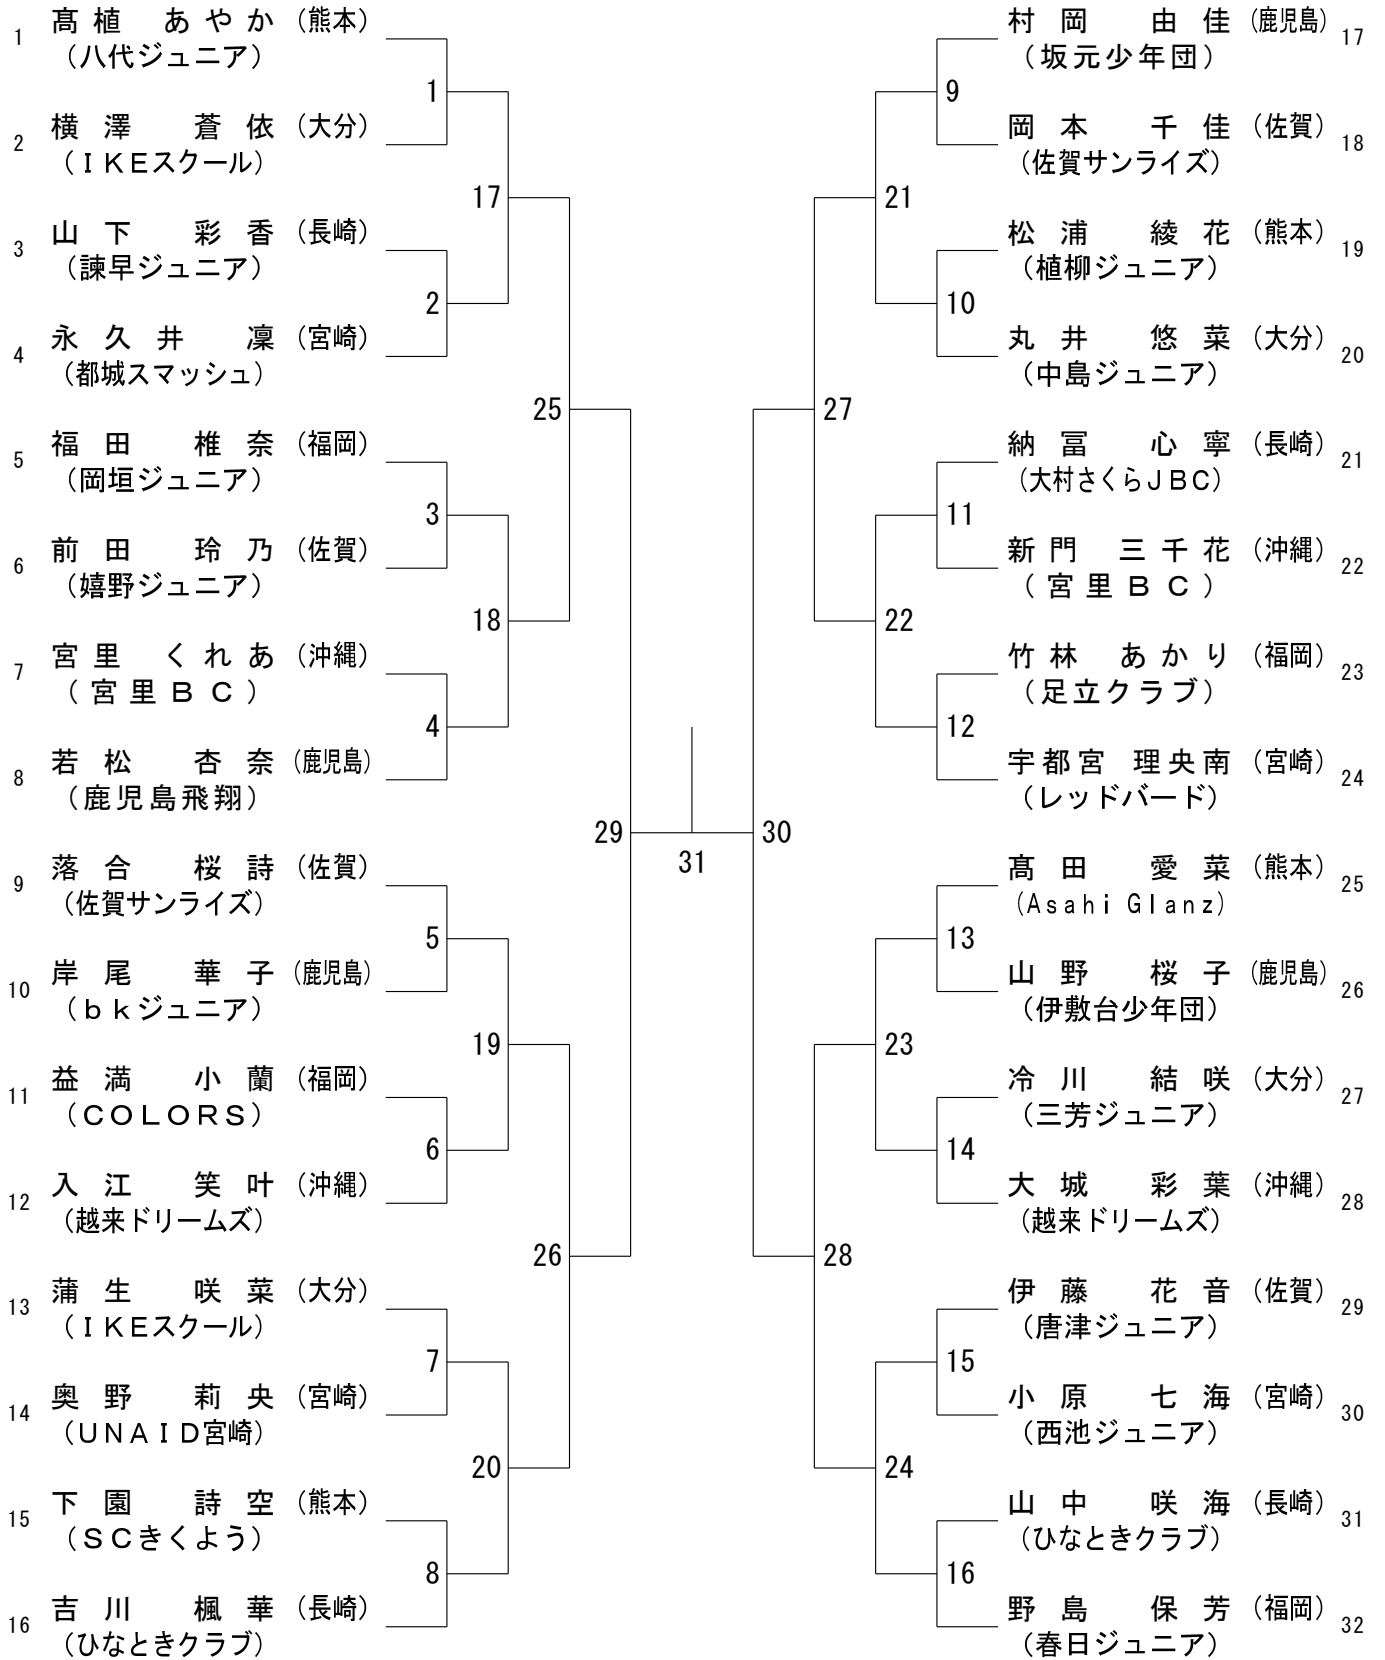 1 髙植 あやか (熊本)
(八代ジュニア)
1
2 横澤 蒼依 (大分)
(IKEスクール)
17
3 山下 彩香 (長崎)
(諫早ジュニア)
2
4 永久井 凜 (宮崎)
(都城スマッシュ)
25
5 福田 椎奈 (福岡)
(岡垣ジュニア)
3
6 前田 玲乃 (佐賀)
(嬉野ジュニア)
18
7 宮里 くれあ (沖縄)
(宮里BC)
4
8 若松 杏奈 (鹿児島)
(鹿児島飛翔)
29
9 落合 桜詩 (佐賀)
(佐賀サンライズ)
5
10 岸尾 華子 (鹿児島)
(bkジュニア)
19
11 益満 小蘭 (福岡)
(COLORS)
6
12 入江 笑叶 (沖縄)
(越来ドリームズ)
26
13 蒲生 咲菜 (大分)
(IKEスクール)
7
14 奥野 莉央 (宮崎)
(UNAID宮崎)
20
15 下園 詩空 (熊本)
(SCきくよう)
8
16 吉川 楓華 (長崎)
(ひなときクラブ)
31
村岡 由佳 (鹿児島) 17
(坂元少年団)
9
岡本 千佳 (佐賀) 18
(佐賀サンライズ)
21
松浦 綾花 (熊本) 19
(植柳ジュニア)
10
丸井 悠菜 (大分) 20
(中島ジュニア)
27
納冨 心寧 (長崎) 21
(大村さくらJBC)
11
新門 三千花 (沖縄) 22
(宮里BC)
22
竹林 あかり (福岡) 23
(足立クラブ)
12
宇都宮 理央南 (宮崎) 24
(レッドバード)
30
髙田 愛菜 (熊本) 25
(Asahi Glanz)
13
山野 桜子 (鹿児島) 26
(伊敷台少年団)
23
冷川 結咲 (大分) 27
(三芳ジュニア)
14
大城 彩葉 (沖縄) 28
(越来ドリームズ)
28
伊藤 花音 (佐賀) 29
(唐津ジュニア)
15
小原 七海 (宮崎) 30
(西池ジュニア)
24
山中 咲海 (長崎) 31
(ひなときクラブ)
16
野島 保芳 (福岡) 32
(春日ジュニア)